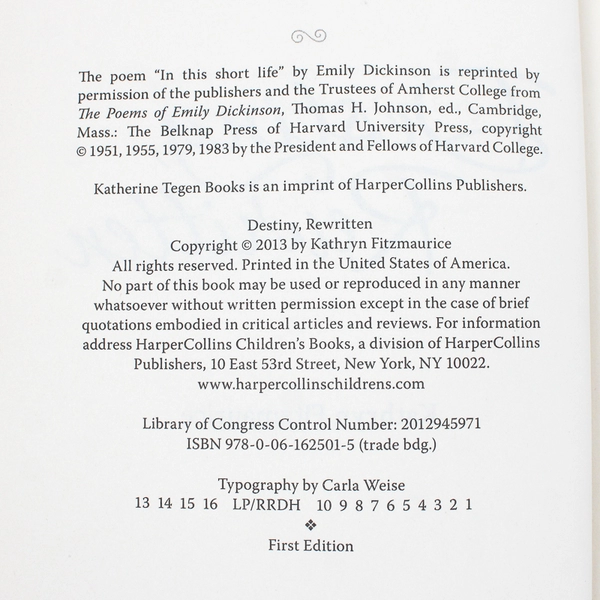 The poem “In this short life” by Emily Dickinson is reprinted by
permission of the publishers and the Trustees of Amherst College from
The Poems of Emily Dickinson, Thomas H. Johnson, ed., Cambridge,
Mass.: The Belknap Press of Harvard University Press, copyright
© 1951, 1955, 1979, 1983 by the President and Fellows of Harvard College.
Katherine Tegen Books is an imprint of HarperCollins Publishers.
Destiny, Rewritten
Copyright © 2013 by Kathryn Fitzmaurice
All rights reserved. Printed in the United States of America.
No part of this book may be used or reproduced in any manner
whatsoever without written permission except in the case of brief
quotations embodied in critical articles and reviews. For information
address HarperCollins Children’s Books, a division of HarperCollins
Publishers, 10 East 53rd Street, New York, NY 10022.
www.harpercollinschildrens.com
Library of Congress Control Number: 2012945971
ISBN 978-0-06-162501-5 (trade bdg.)
Typography by Carla Weise
13 14 15 16 LP/RRDH 10 9 8 7 6 5 4 3 2 1
❖
First Edition